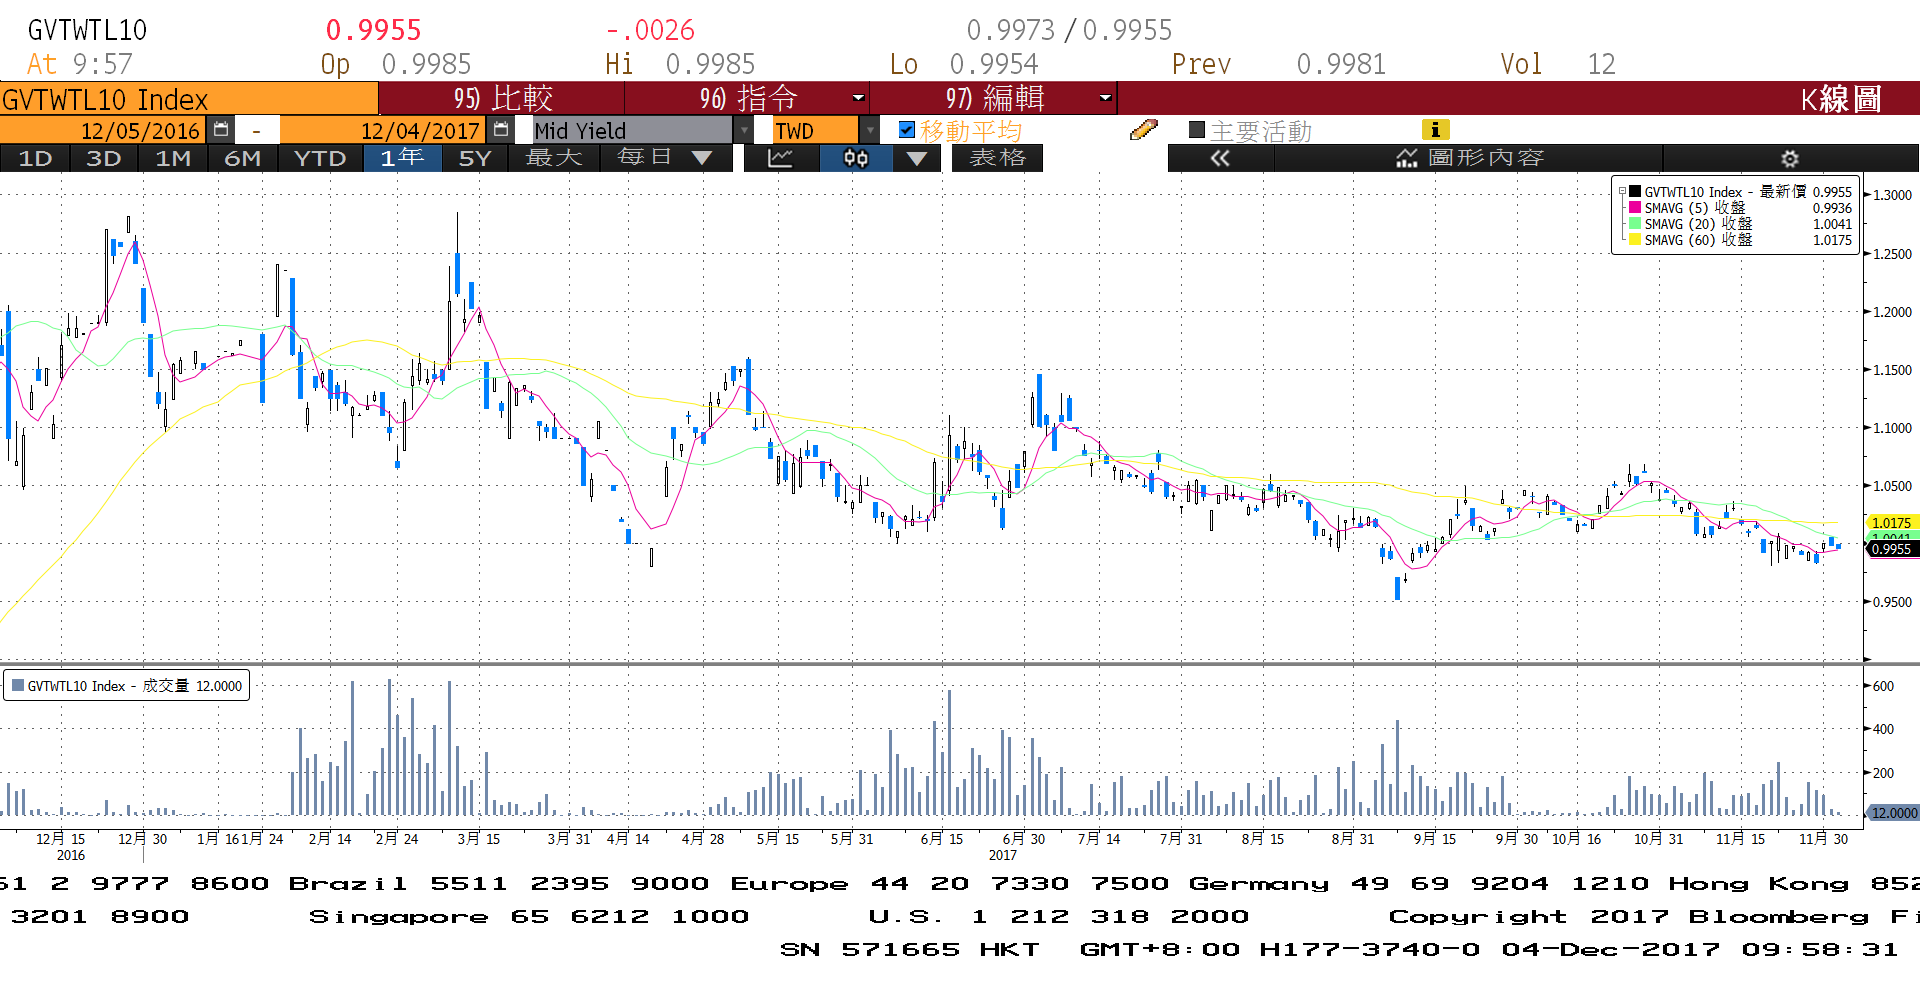 GVTWTL10 0.9955 -.0026 0.9973 / 0.9955
At 9:57 Op 0.9985 Hi 0.9985 Lo 0.9954 Prev 0.9981 Vol 12
GVTWTL10 Index 95) 比較 96) 指令 97) 編輯 K線圖
12/05/2016 - 12/04/2017 Mid Yield TWD 移動平均 主要活動
1D 3D 1M 6M YTD 1年 5Y 最大 每日 表格 « 圖形內容
GVTWTL10 Index - 最新價 0.9955
SMAVG (5) 收盤 0.9936
SMAVG (20) 收盤 1.0041
SMAVG (60) 收盤 1.0175
1.3000
1.2500
1.2000
1.1500
1.1000
1.0500
1.0175
1.0041
0.9955
0.9500
GVTWTL10 Index - 成交量 12.0000
600
400
200
12.0000
12月 15 12月 30 1月 16 1月 24 2月 14 2月 24 3月 15 3月 31 4月 14 4月 28 5月 15 5月 31 6月 15 6月 30 7月 14 7月 31 8月 15 8月 31 9月 15 9月 30 10月 16 10月 31 11月 15 11月 30
2016 2017
61 2 9777 8600 Brazil 5511 2395 9000 Europe 44 20 7330 7500 Germany 49 69 9204 1210 Hong Kong 852
3201 8900 Singapore 65 6212 1000 U.S. 1 212 318 2000 Copyright 2017 Bloomberg Fi
SN 571665 HKT GMT+8:00 H177-3740-0 04-Dec-2017 09:58:31